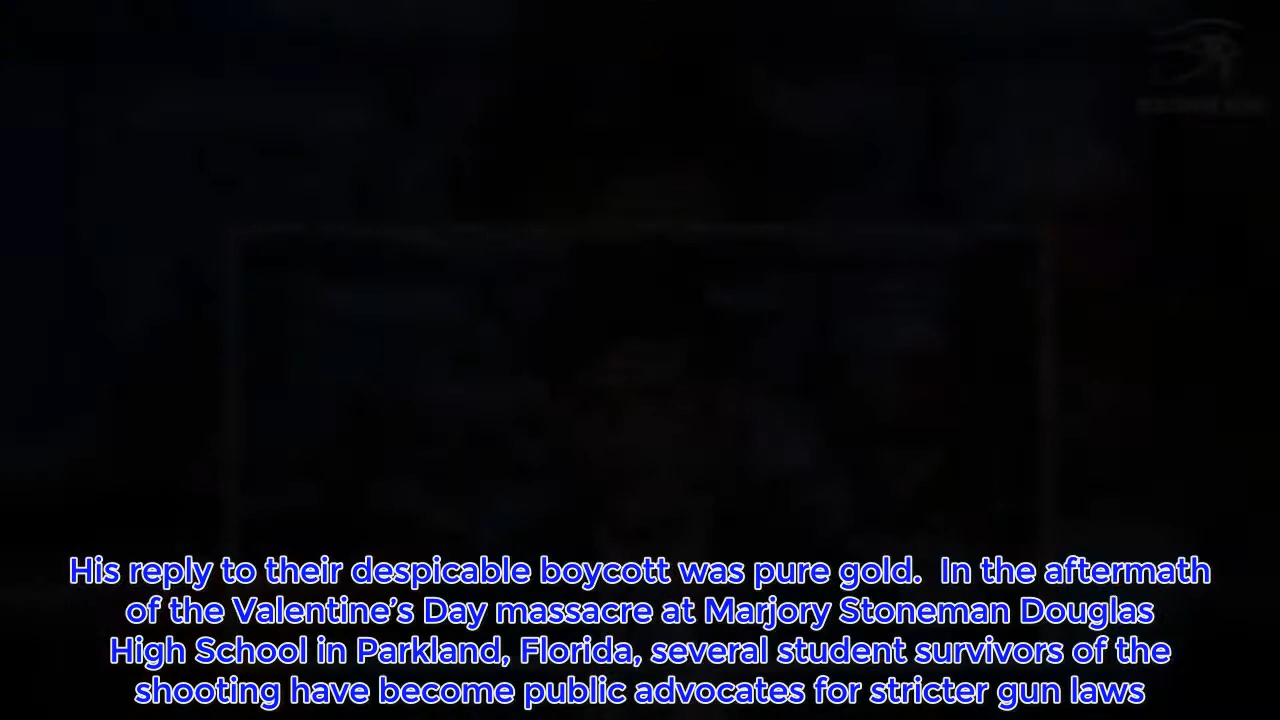 His reply to their despicable boycott was pure gold.  In the aftermath
of the Valentine's Day massacre at Marjory Stoneman Douglas
High School in Parkland, Florida, several student survivors of the
shooting have become public advocates for stricter gun laws